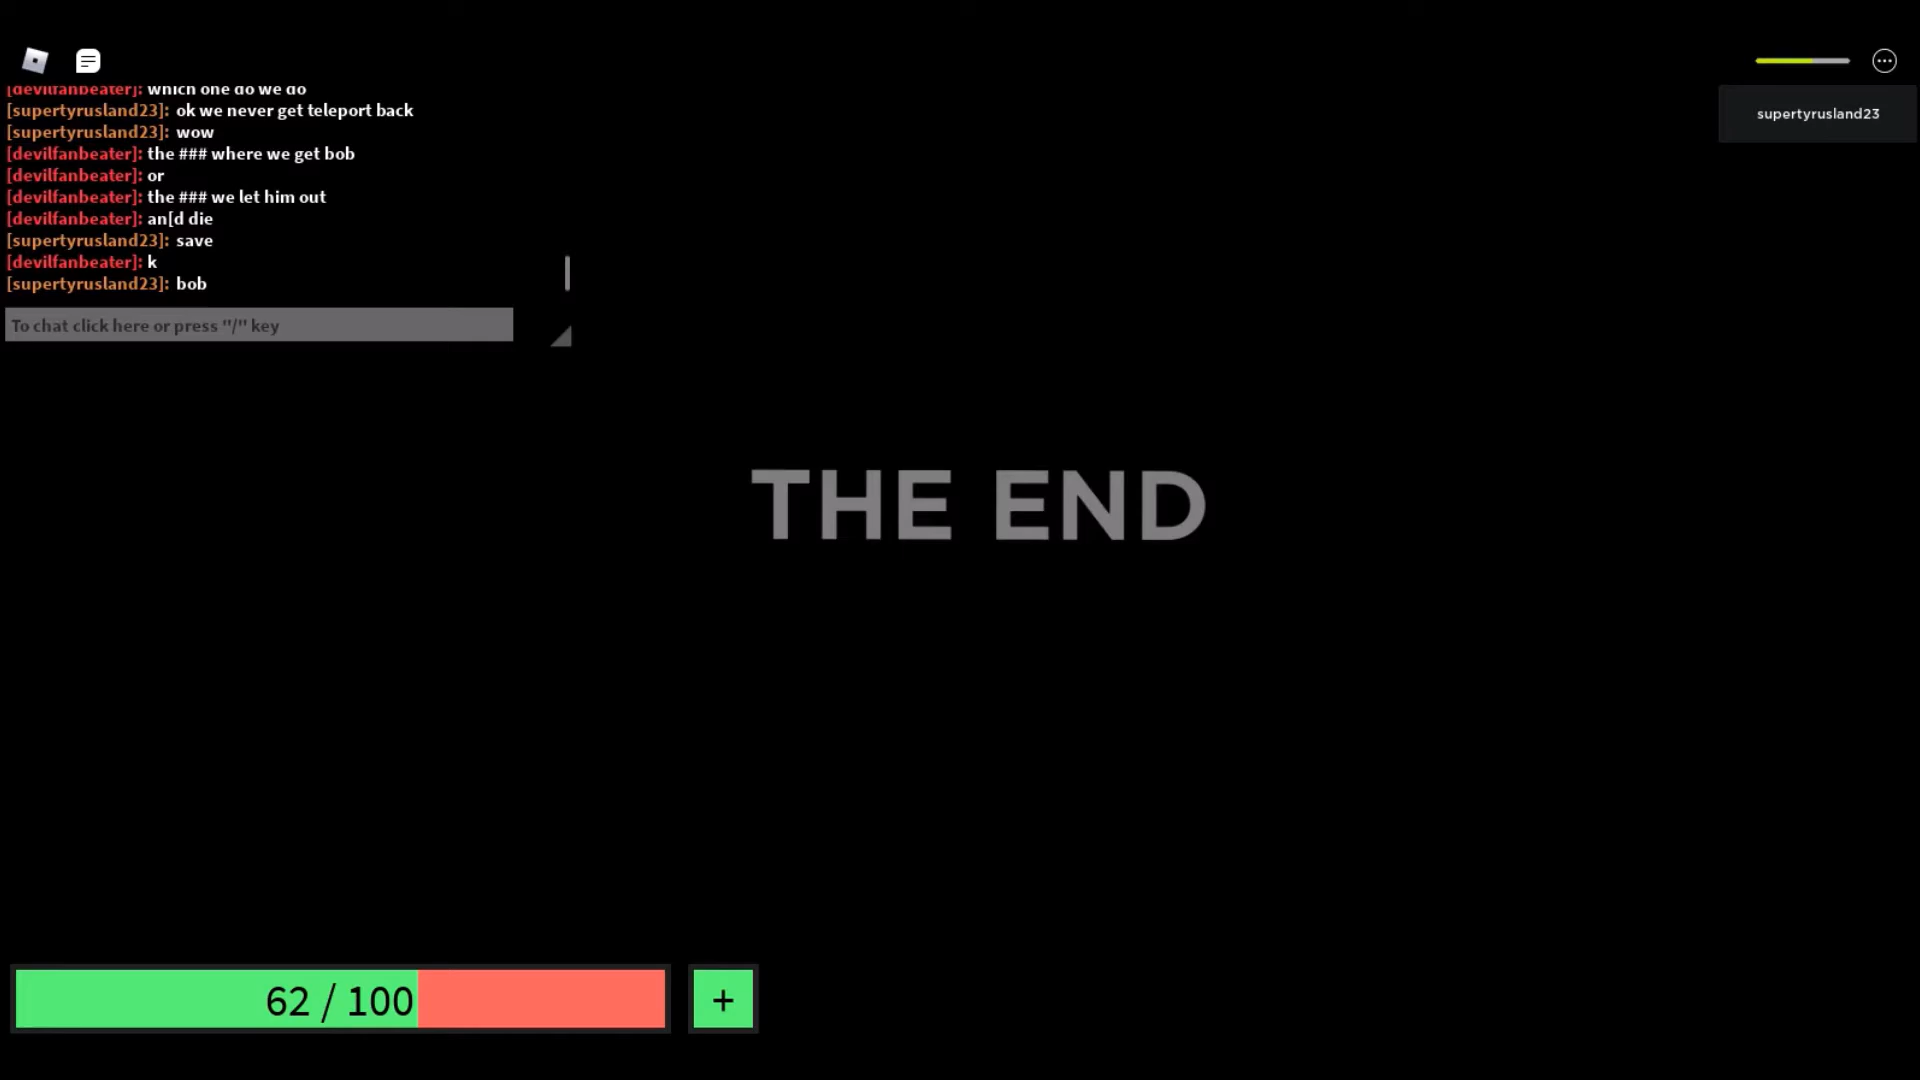 [devilfanbeater]: which one do we do
[supertyrusland23]: ok we never get teleport back
[supertyrusland23]: wow
[devilfanbeater]: the ### where we get bob
[devilfanbeater]: or
[devilfanbeater]: the ### we let him out
[devilfanbeater]: an[d die
[supertyrusland23]: save
[devilfanbeater]: k
[supertyrusland23]: bob
To chat click here or press "/" key
supertyrusland23
THE END
62 / 100
+